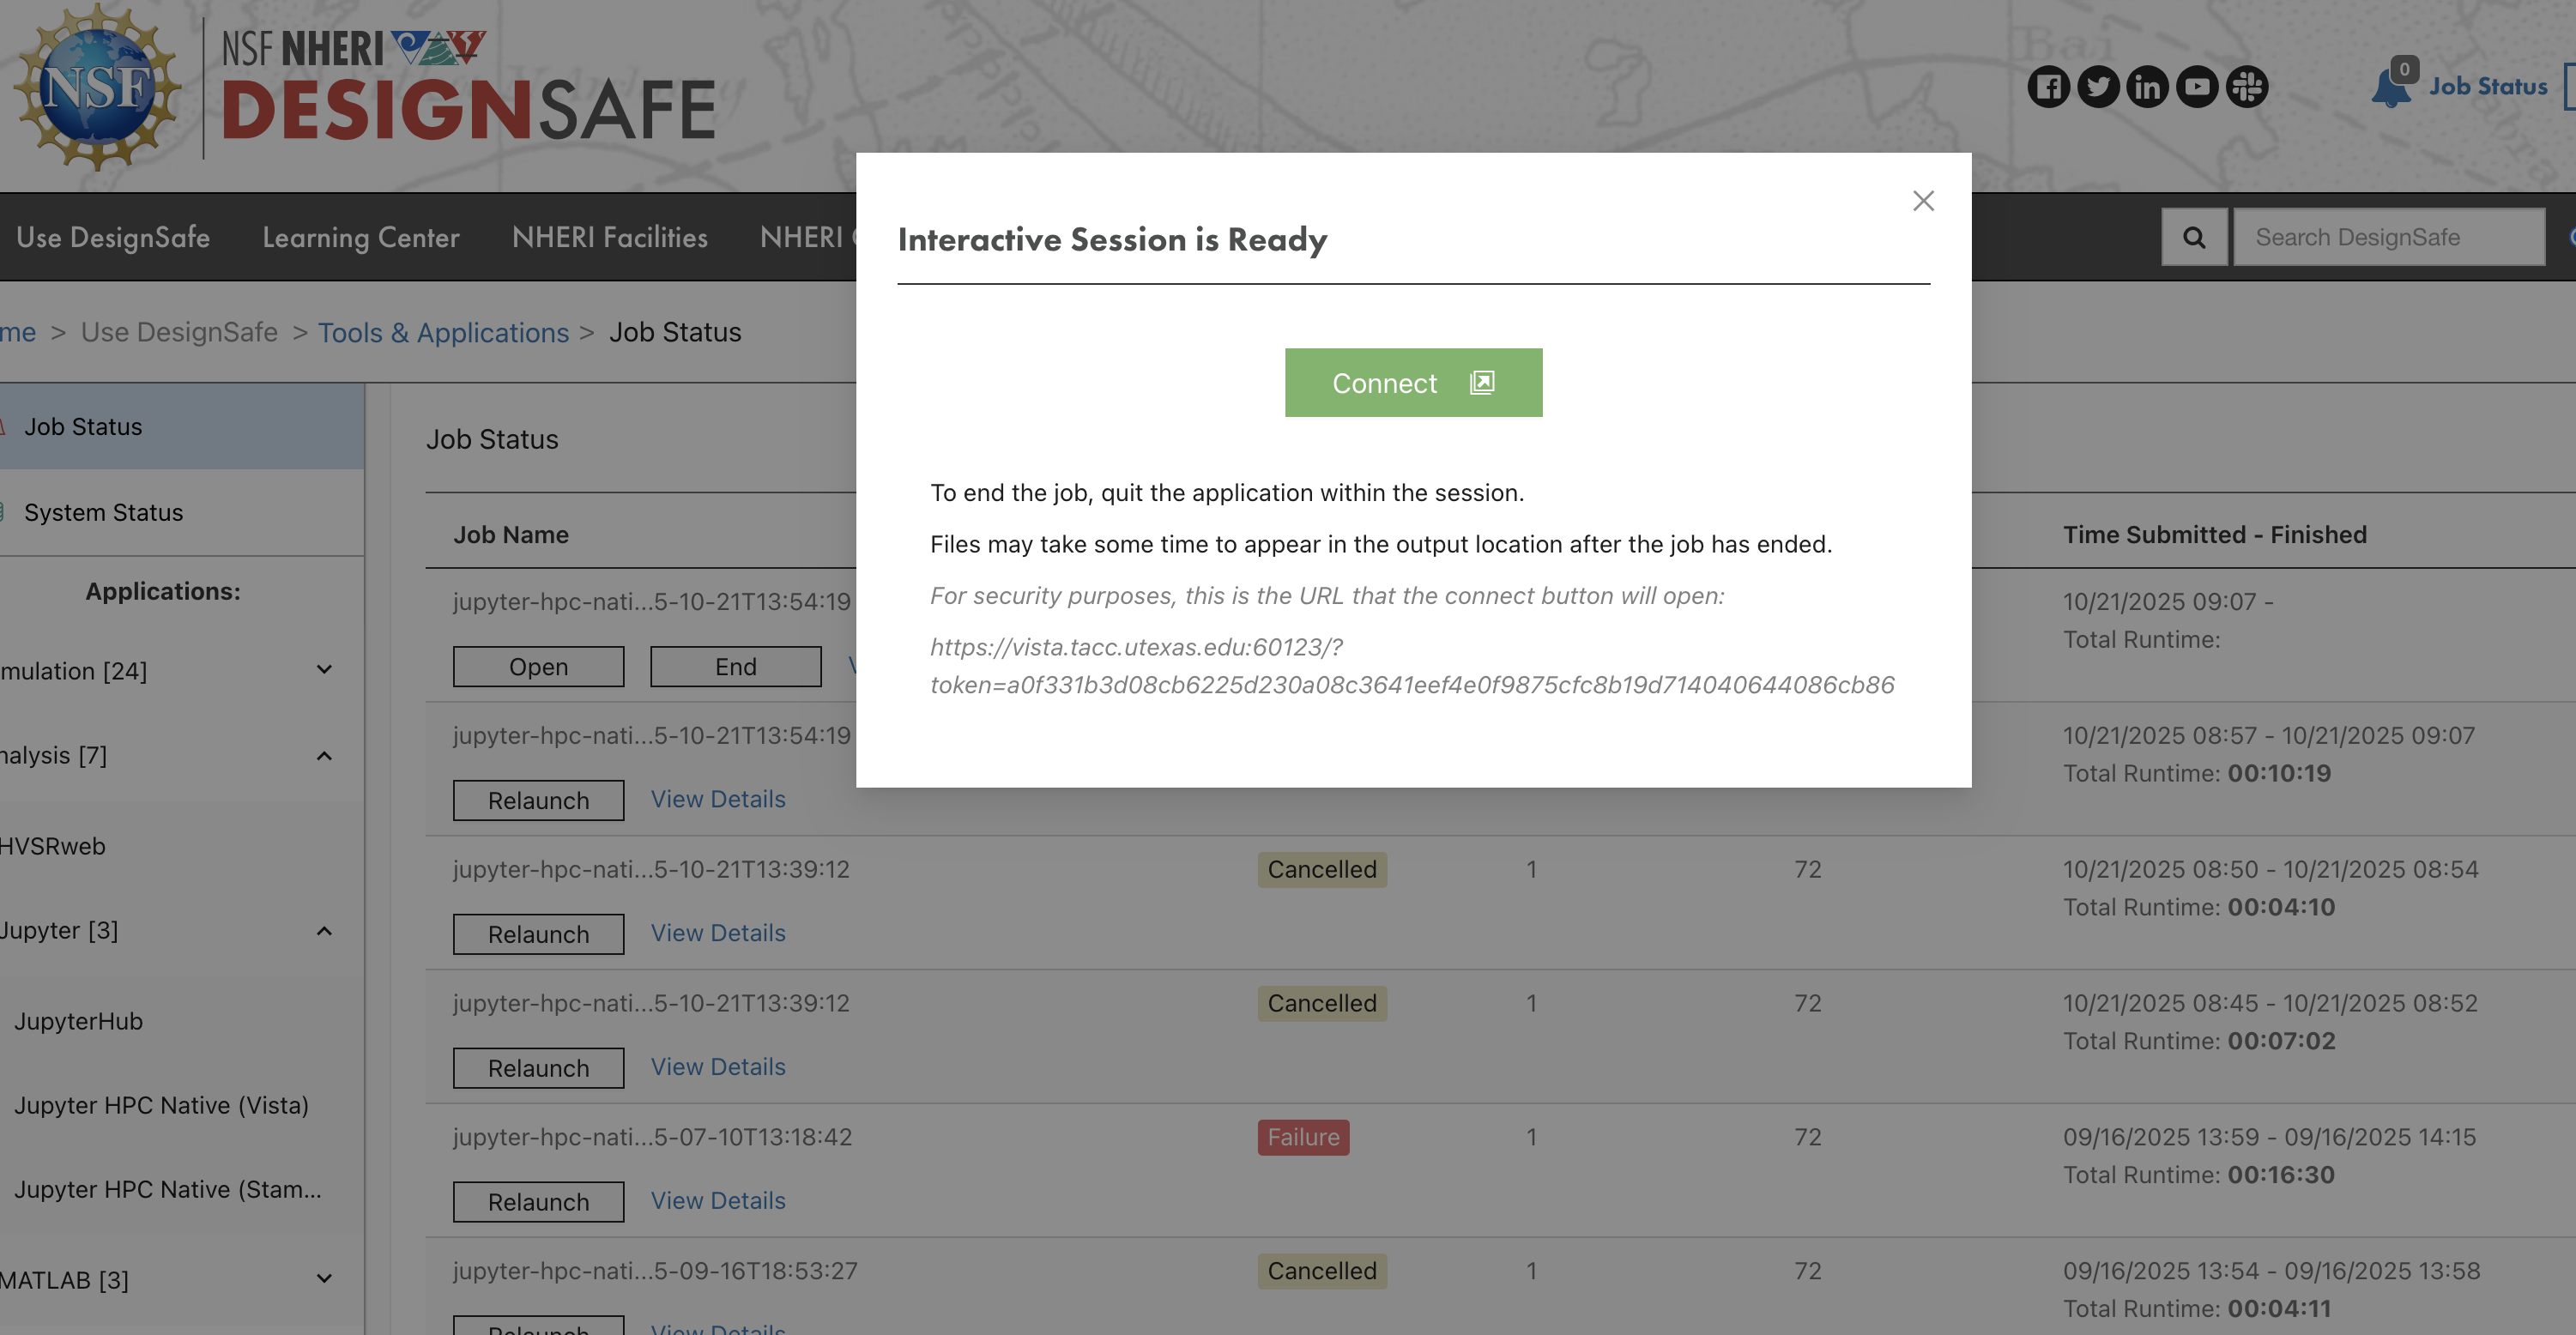 NSF NHERI
DESIGNSAFE
NSF
0
Job Status
Use DesignSafe
Learning Center
NHERI Facilities
NHERI
Search DesignSafe
me > Use DesignSafe > Tools & Applications > Job Status
Job Status
System Status
Applications:
mulation [24]
nalysis [7]
HVSRweb
Jupyter [3]
JupyterHub
Jupyter HPC Native (Vista)
Jupyter HPC Native (Stam...
MATLAB [3]
Interactive Session is Ready
Connect
To end the job, quit the application within the session.
Files may take some time to appear in the output location after the job has ended.
For security purposes, this is the URL that the connect button will open:
https://vista.tacc.utexas.edu:60123/?
token=a0f331b3d08cb6225d230a08c3641eef4e0f9875cfc8b19d714040644086cb86
Job Status
Job Name
Time Submitted - Finished
jupyter-hpc-nati...5-10-21T13:54:19
10/21/2025 09:07 -
Total Runtime:
Open
End
jupyter-hpc-nati...5-10-21T13:54:19
10/21/2025 08:57 - 10/21/2025 09:07
Total Runtime: 00:10:19
Relaunch
View Details
jupyter-hpc-nati...5-10-21T13:39:12
Cancelled
1
72
10/21/2025 08:50 - 10/21/2025 08:54
Total Runtime: 00:04:10
Relaunch
View Details
jupyter-hpc-nati...5-10-21T13:39:12
Cancelled
1
72
10/21/2025 08:45 - 10/21/2025 08:52
Total Runtime: 00:07:02
Relaunch
View Details
jupyter-hpc-nati...5-07-10T13:18:42
Failure
1
72
09/16/2025 13:59 - 09/16/2025 14:15
Total Runtime: 00:16:30
Relaunch
View Details
jupyter-hpc-nati...5-09-16T18:53:27
Cancelled
1
72
09/16/2025 13:54 - 09/16/2025 13:58
Total Runtime: 00:04:11
Relaunch
View Details